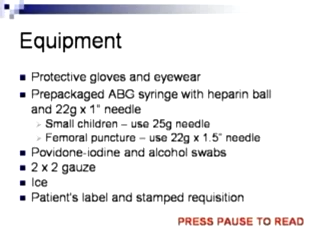 Equipment
Protective gloves and eyewear
Prepackaged ABG syringe with heparin ball
and 22g x 1" needle
Small children – use 25g needle
Femoral puncture – use 22g x 1.5" needle
Povidone-iodine and alcohol swabs
2 x 2 gauze
Ice
Patient's label and stamped requisition
PRESS PAUSE TO READ